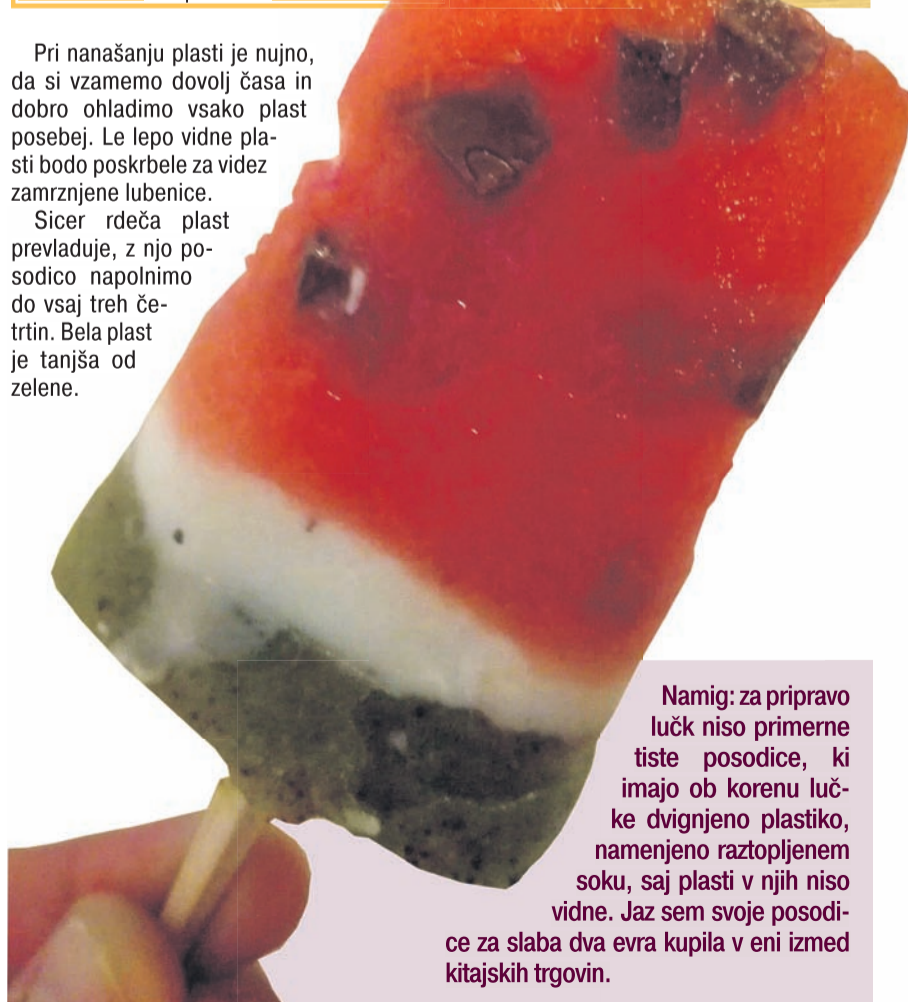 Pri nanašanju plasti je nujno,
da si vzamemo dovolj časa in
dobro ohladimo vsako plast
posebej. Le lepo vidne pla-
sti bodo poskrbele za videz
zamrznjene lubenice.
Sicer rdeča plast
prevladuje, z njo po-
sodico napolnimo
do vsaj treh če-
trtin. Bela plast
je tanjša od
zelene.
Namig: za pripravo
lučk niso primerne
tiste posodice, ki
imajo ob korenu luč-
ke dvignjeno plastiko,
namenjeno raztopljenem
soku, saj plasti v njih niso
vidne. Jaz sem svoje posodi-
ce za slaba dva evra kupila v eni izmed
kitajskih trgovin.